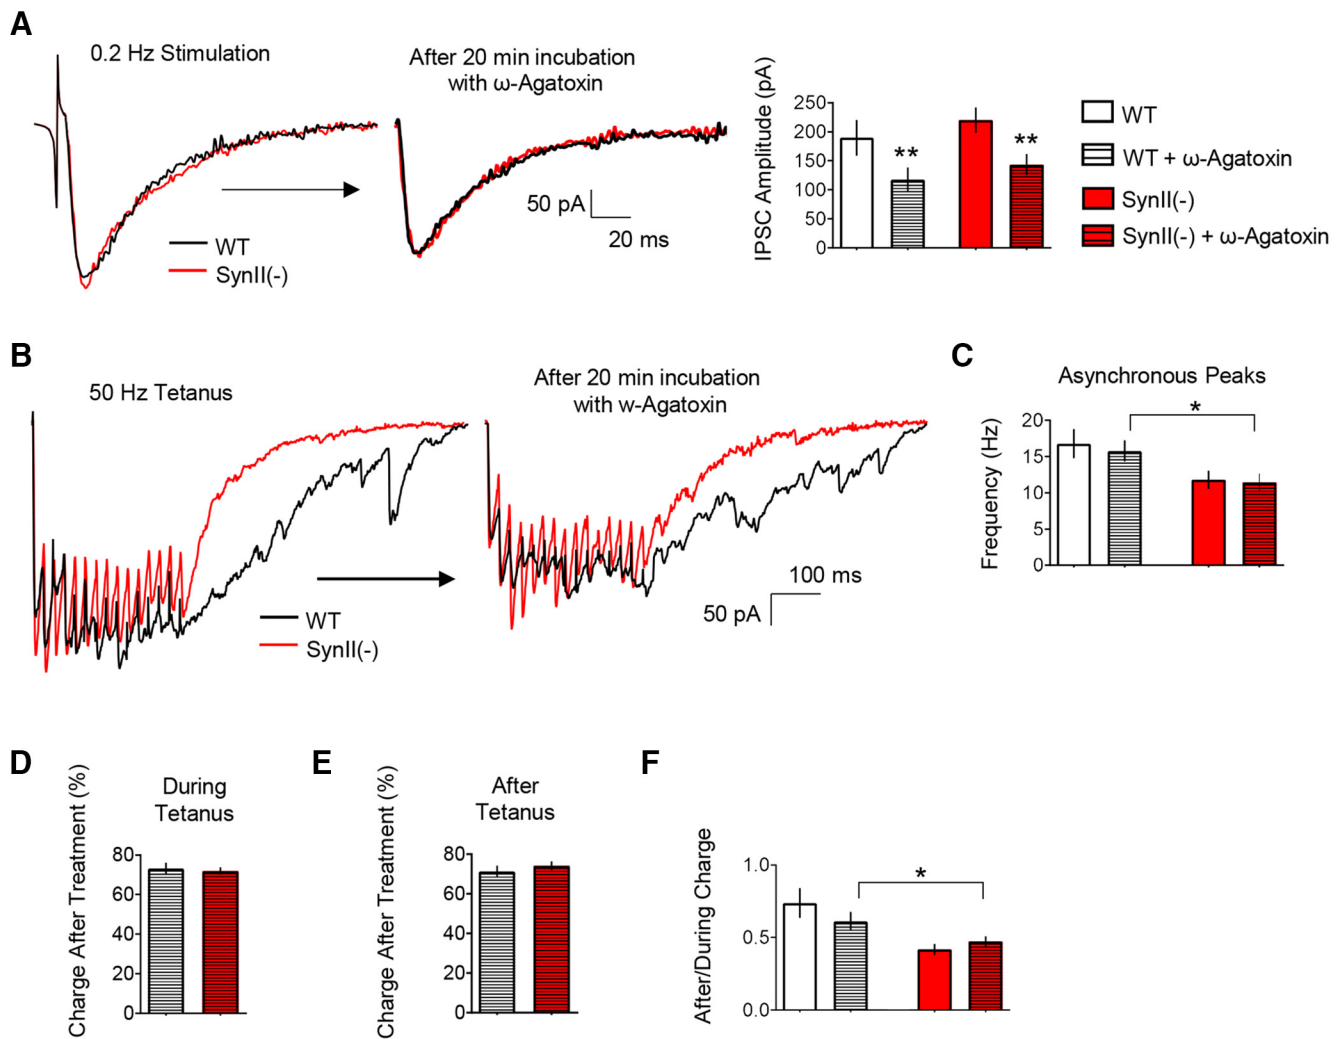 A
0.2 Hz Stimulation
After 20 min incubation
with ω-Agatoxin
WT
SynII(-)
50 pA
20 ms
IPSC Amplitude (pA)
250
200
150
100
50
0
**
**
WT
WT + ω-Agatoxin
SynII(-)
SynII(-) + ω-Agatoxin
B
50 Hz Tetanus
After 20 min incubation
with w-Agatoxin
WT
SynII(-)
100 ms
50 pA
C
Asynchronous Peaks
Frequency (Hz)
20
15
10
5
0
*
D
During
Tetanus
Charge After Treatment (%)
80
60
40
20
0
E
After
Tetanus
Charge After Treatment (%)
80
60
40
20
0
F
After/During Charge
1.0
0.5
0.0
*